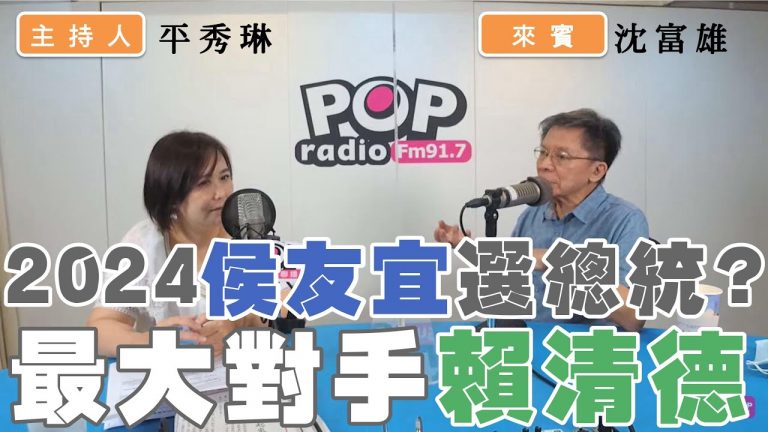 主持人 平秀琳
來賓 沈富雄
POP
radio Fm91.7
2024侯友宜選總統?
最大對手賴清德